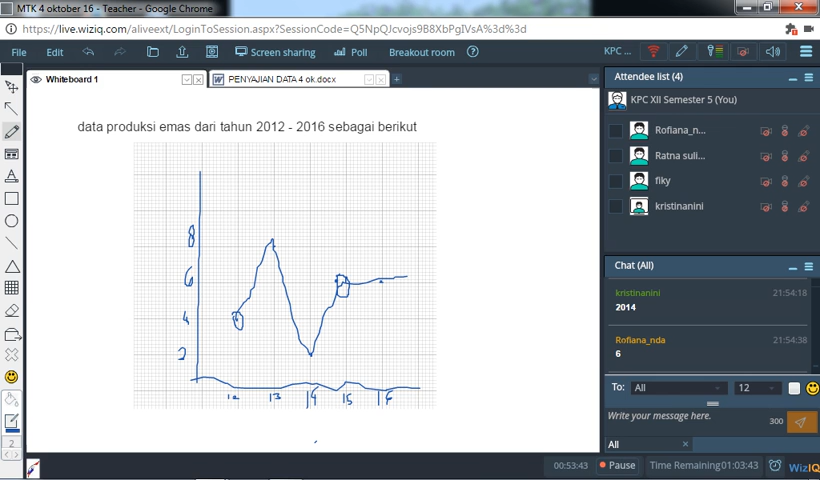 MTK 4 oktober 16 - Teacher - Google Chrome
https://live.wiziq.com/aliveext/LoginToSession.aspx?SessionCode=Q5NpQJcvojs9B8XbPgIVsA%3d%3d
File Edit Screen sharing Poll Breakout room KPC ...
Whiteboard 1 PENYAJIAN DATA 4 ok.docx
Attendee list (4)
KPC XII Semester 5 (You)
Rofiana_n...
Ratna suli...
fiky
kristinanini
data produksi emas dari tahun 2012 - 2016 sebagai berikut
8
6
4
2
12 13 14 15 16
Chat (All)
kristinanini 21:54:18
2014
Rofiana_nda 21:54:38
6
To: All 12
Write your message here. 300
All
2
00:53:43 Pause Time Remaining 01:03:43 WizIQ